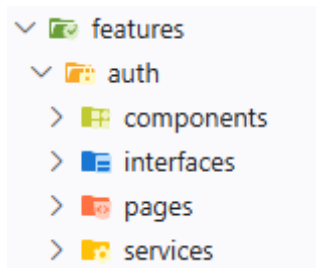 features
auth
components
interfaces
pages
services